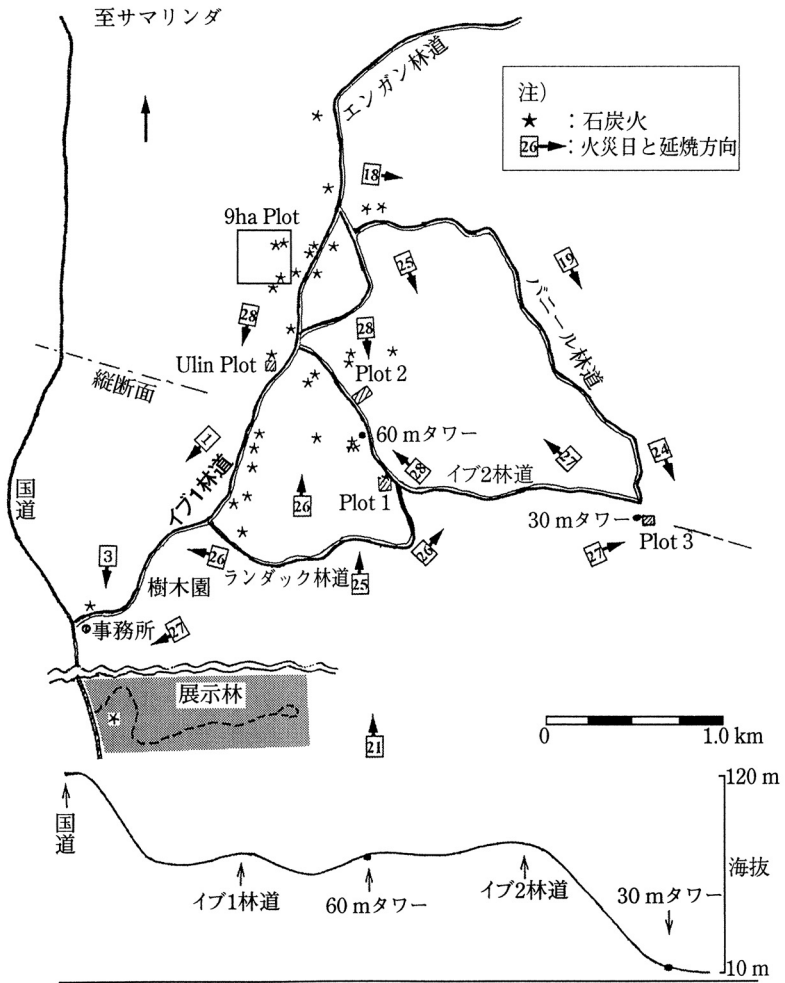 至サマリンダ
エンガン林道
注)
★ : 石炭火
26 : 火災日と延焼方向
18
9ha Plot
25
19
バニール林道
28
28
Ulin Plot
Plot 2
縦断面
1
60 mタワー
27
24
イブ1林道
28
イブ2林道
国道
26
Plot 1
30 mタワー
Plot 3
3
26
26
27
ランダック林道
25
樹木園
事務所
27
展示林
21
0 1.0 km
120 m
国道
海抜
イブ1林道
60 mタワー
イブ2林道
30 mタワー
10 m